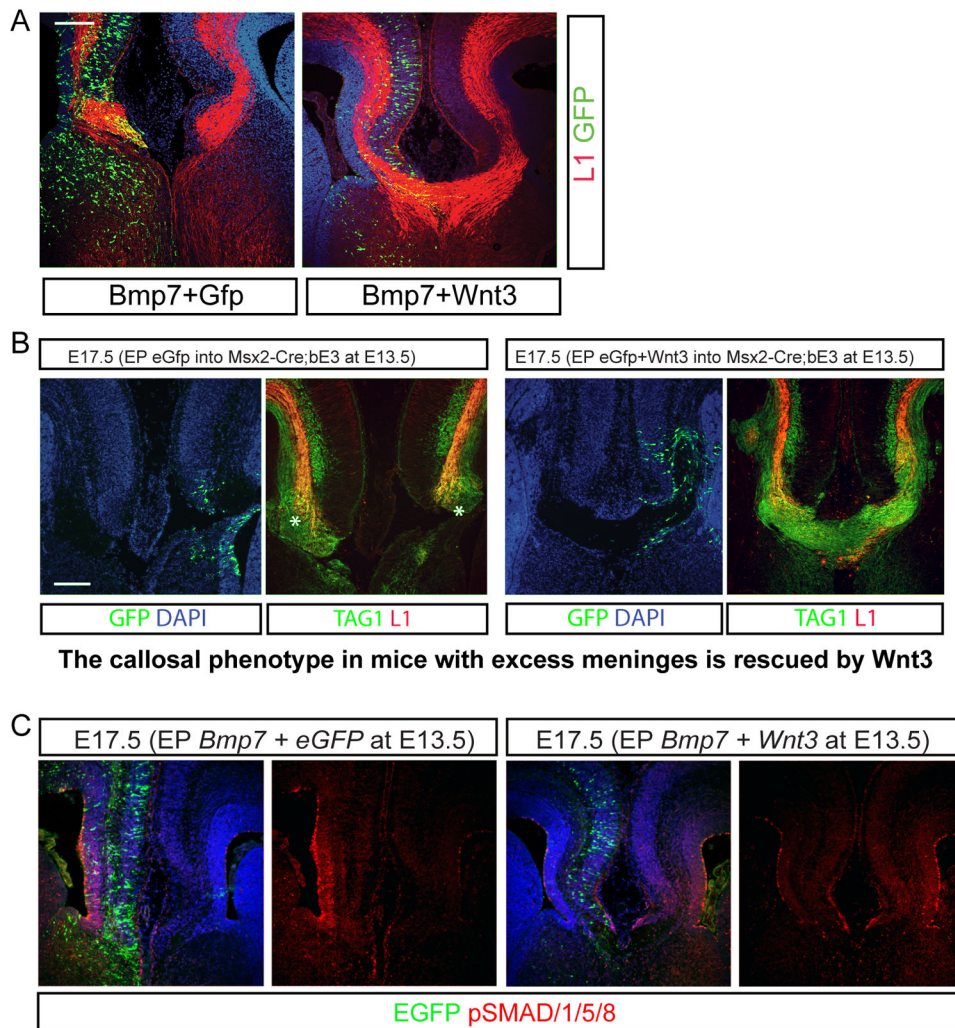 A
L1 GFP
Bmp7+Gfp
Bmp7+Wnt3
B
E17.5 (EP eGfp into Msx2-Cre;bE3 at E13.5)
E17.5 (EP eGfp+Wnt3 into Msx2-Cre;bE3 at E13.5)
*
*
GFP DAPI
TAG1 L1
GFP DAPI
TAG1 L1
The callosal phenotype in mice with excess meninges is rescued by Wnt3
C
E17.5 (EP Bmp7 + eGFP at E13.5)
E17.5 (EP Bmp7 + Wnt3 at E13.5)
EGFP pSMAD/1/5/8